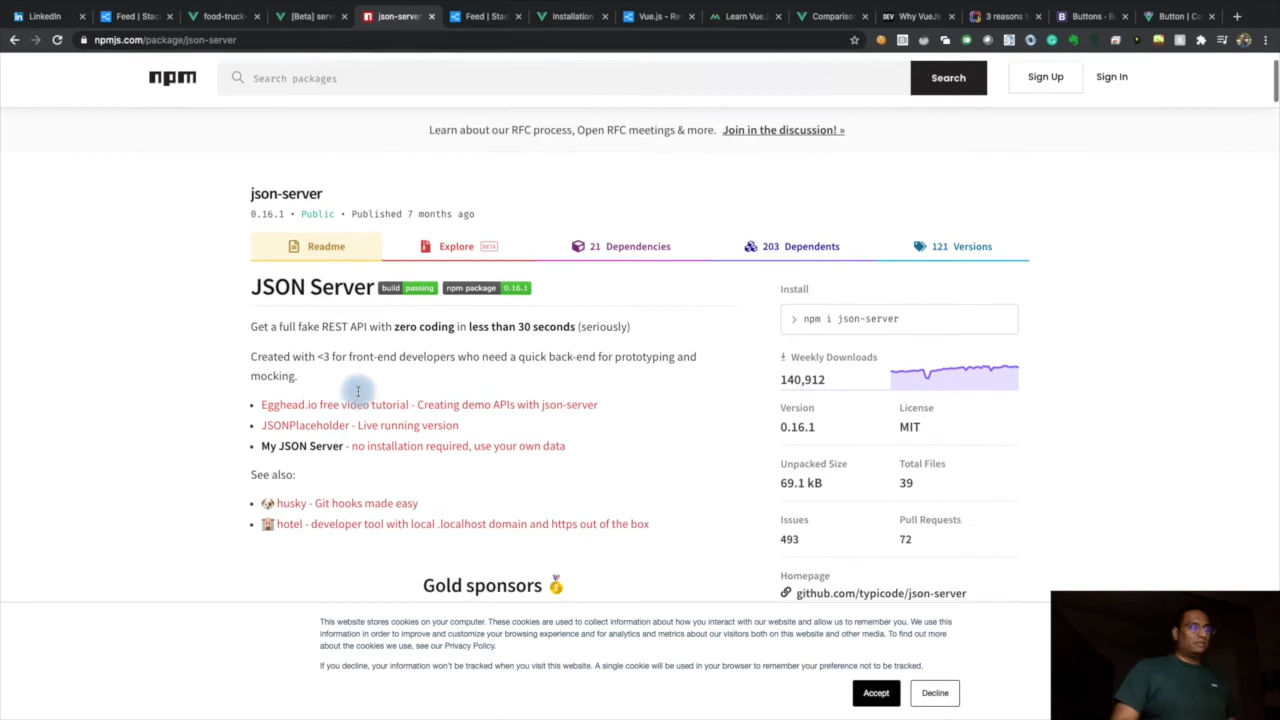 LinkedIn
Feed | Stac
food-truck-
[Beta] serv
json-server
Feed | Stac
Installation
Vue.js - Re
Learn Vue.j
Comparison
DEV Why VueJs
3 reasons t
Buttons - B
Button | Co
npmjs.com/package/json-server
npm
Search packages
Search
Sign Up
Sign In
Learn about our RFC process, Open RFC meetings & more. Join in the discussion! »
json-server
0.16.1 • Public • Published 7 months ago
Readme
Explore BETA
21 Dependencies
203 Dependents
121 Versions
JSON Server build passing npm package 0.16.1
Get a full fake REST API with zero coding in less than 30 seconds (seriously)
Created with <3 for front-end developers who need a quick back-end for prototyping and
mocking.
• Egghead.io free video tutorial - Creating demo APIs with json-server
• JSONPlaceholder - Live running version
• My JSON Server - no installation required, use your own data
See also:
• 🐶 husky - Git hooks made easy
• 🏨 hotel - developer tool with local .localhost domain and https out of the box
Gold sponsors 🥇
Install
> npm i json-server
Weekly Downloads
140,912
Version
License
0.16.1
MIT
Unpacked Size
Total Files
69.1 kB
39
Issues
Pull Requests
493
72
Homepage
github.com/typicode/json-server
This website stores cookies on your computer. These cookies are used to collect information about how you interact with our website and allow us to remember you. We use this
information in order to improve and customize your browsing experience and for analytics and metrics about our visitors both on this website and other media. To find out more
about the cookies we use, see our Privacy Policy.
If you decline, your information won't be tracked when you visit this website. A single cookie will be used in your browser to remember your preference not to be tracked.
Accept
Decline